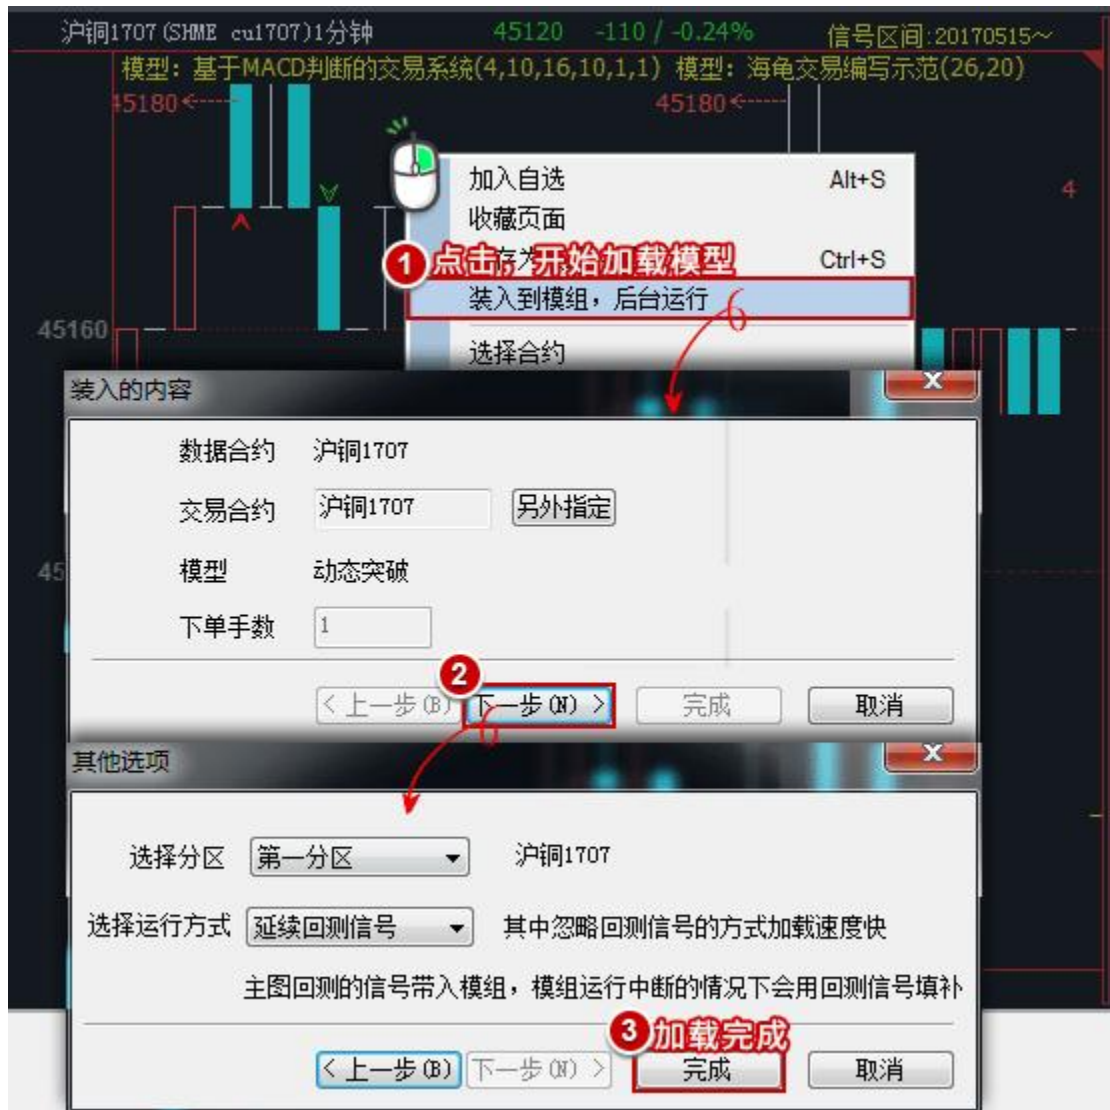 沪铜1707(SHME cu1707)1分钟 45120 -110 / -0.24% 信号区间:20170515~
模型：基于MACD判断的交易系统(4,10,16,10,1,1) 模型：海龟交易编写示范(26,20)
45180 45180
加入自选 Alt+S
4
收藏页面
1 点击，开始加载模型 Ctrl+S
装入到模组，后台运行
45160
选择合约
装入的内容
数据合约 沪铜1707
交易合约 沪铜1707 另外指定
45
模型 动态突破
下单手数 1
2
<上一步(B) 下一步(N) > 完成 取消
其他选项
选择分区 第一分区 沪铜1707
选择运行方式 延续回测信号 其中忽略回测信号的方式加载速度快
主图回测的信号带入模组，模组运行中断的情况下会用回测信号填补
3 加载完成
<上一步(B) 下一步(N) > 完成 取消